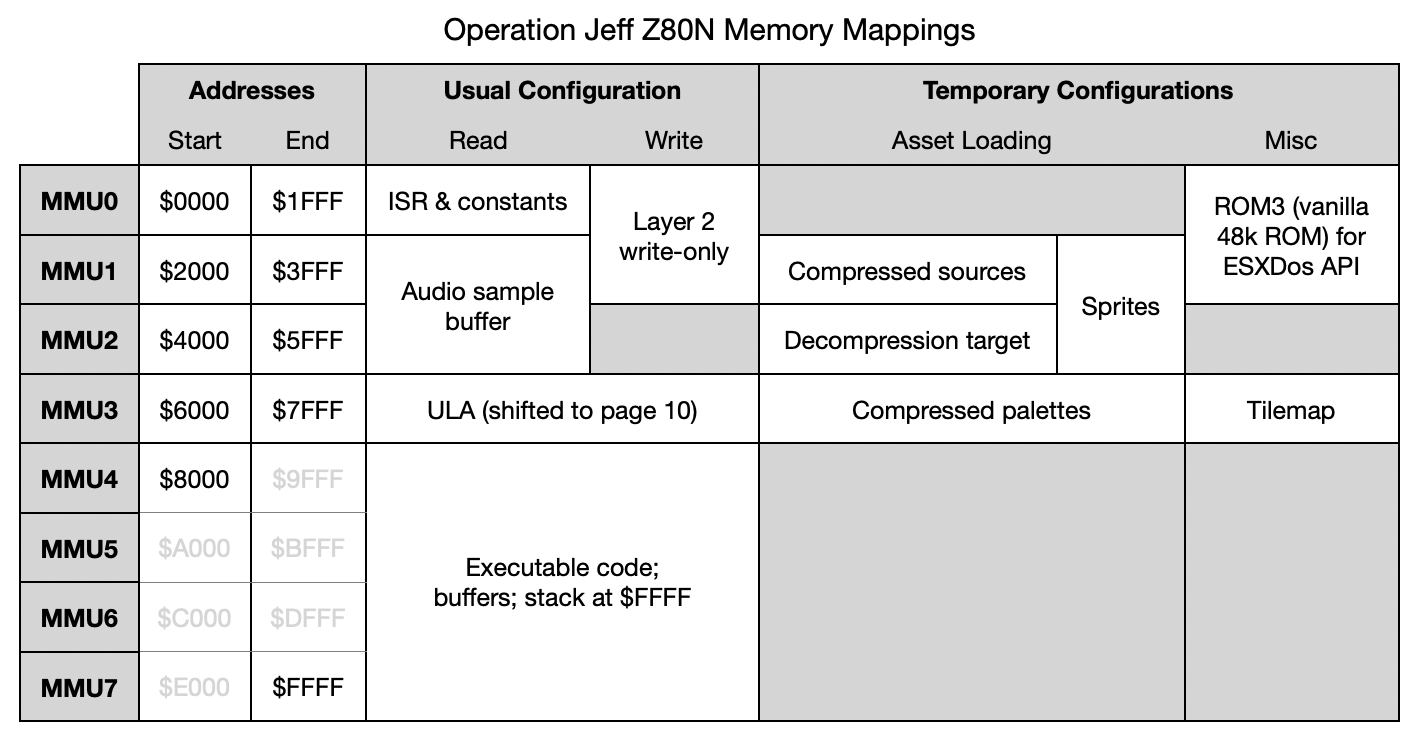 Operation Jeff Z80N Memory Mappings
Addresses Usual Configuration Temporary Configurations
Start End Read Write Asset Loading Misc
MMU0 $0000 $1FFF ISR & constants
Layer 2
write-only
ROM3 (vanilla
48k ROM) for
ESXDos API
MMU1 $2000 $3FFF
Audio sample
buffer
Compressed sources
Sprites
MMU2 $4000 $5FFF Decompression target
MMU3 $6000 $7FFF ULA (shifted to page 10) Compressed palettes Tilemap
MMU4 $8000 $9FFF
MMU5 $A000 $BFFF
Executable code;
buffers; stack at $FFFF
MMU6 $C000 $DFFF
MMU7 $E000 $FFFF